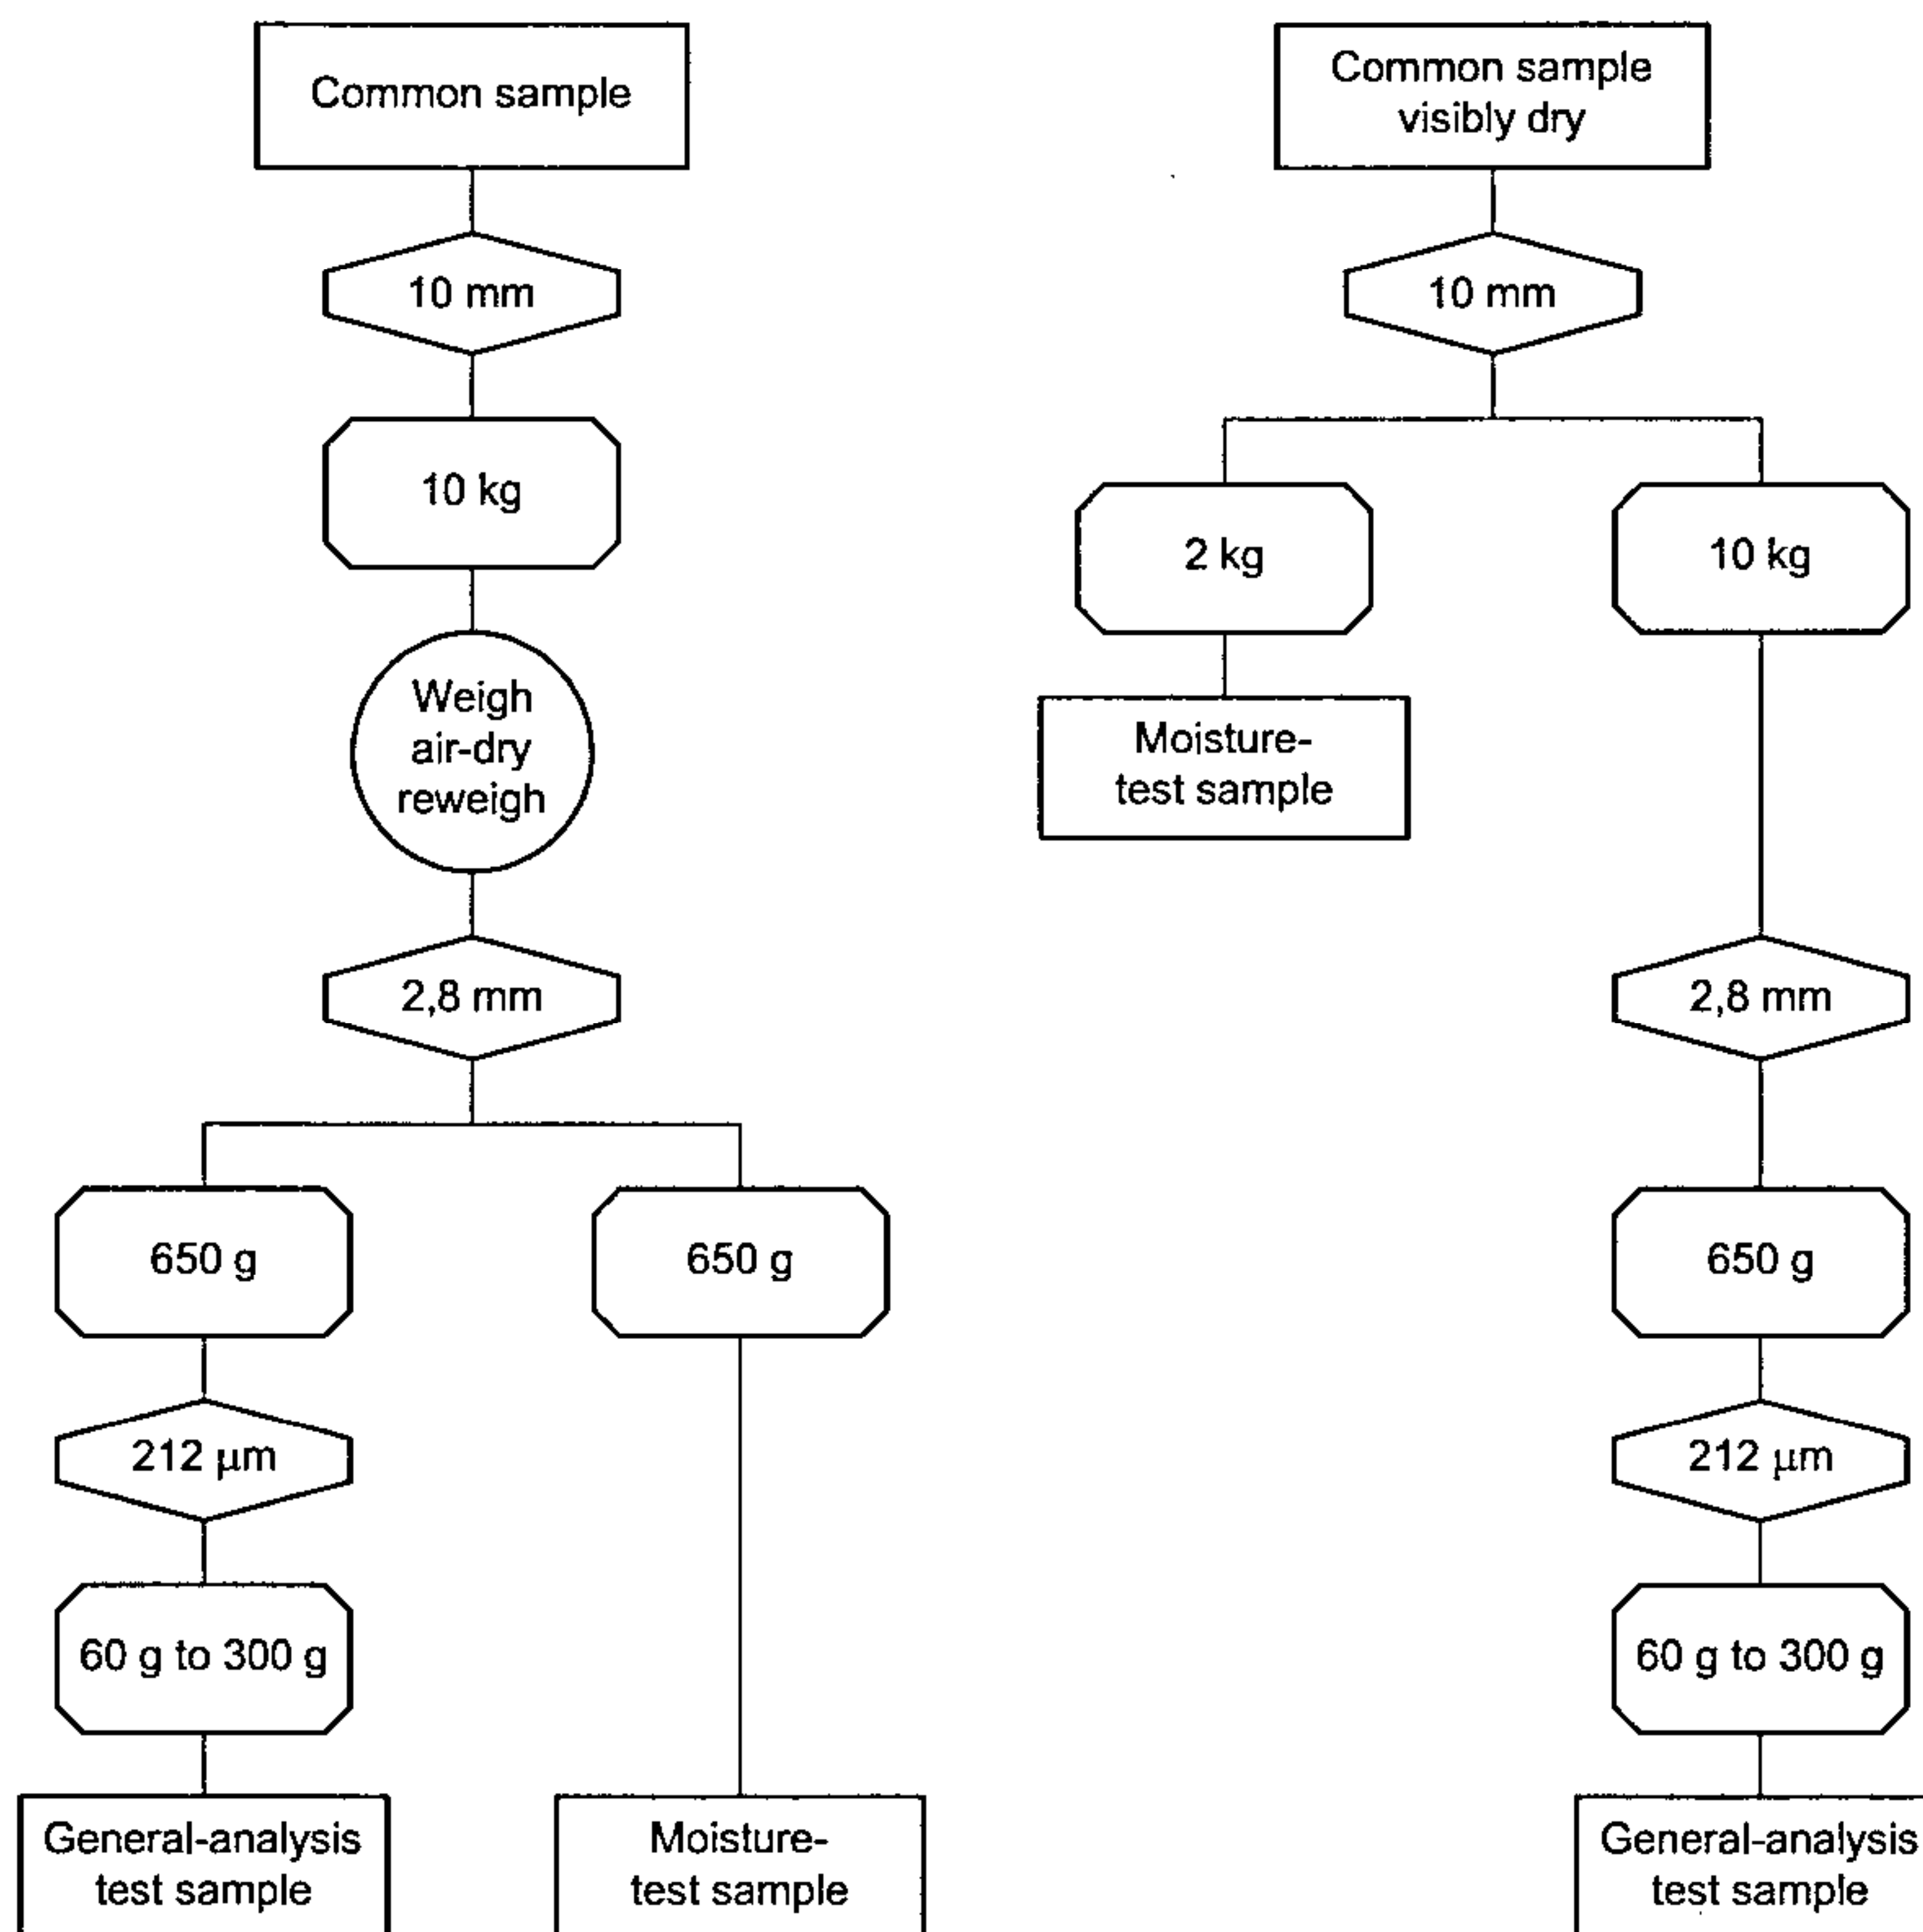 Common sample
10 mm
10 kg
Weigh
air-dry
reweigh
2,8 mm
650 g
650 g
212 μm
60 g to 300 g
General-analysis
test sample
Moisture-
test sample
Common sample
visibly dry
10 mm
2 kg
10 kg
Moisture-
test sample
2,8 mm
650 g
212 μm
60 g to 300 g
General-analysis
test sample